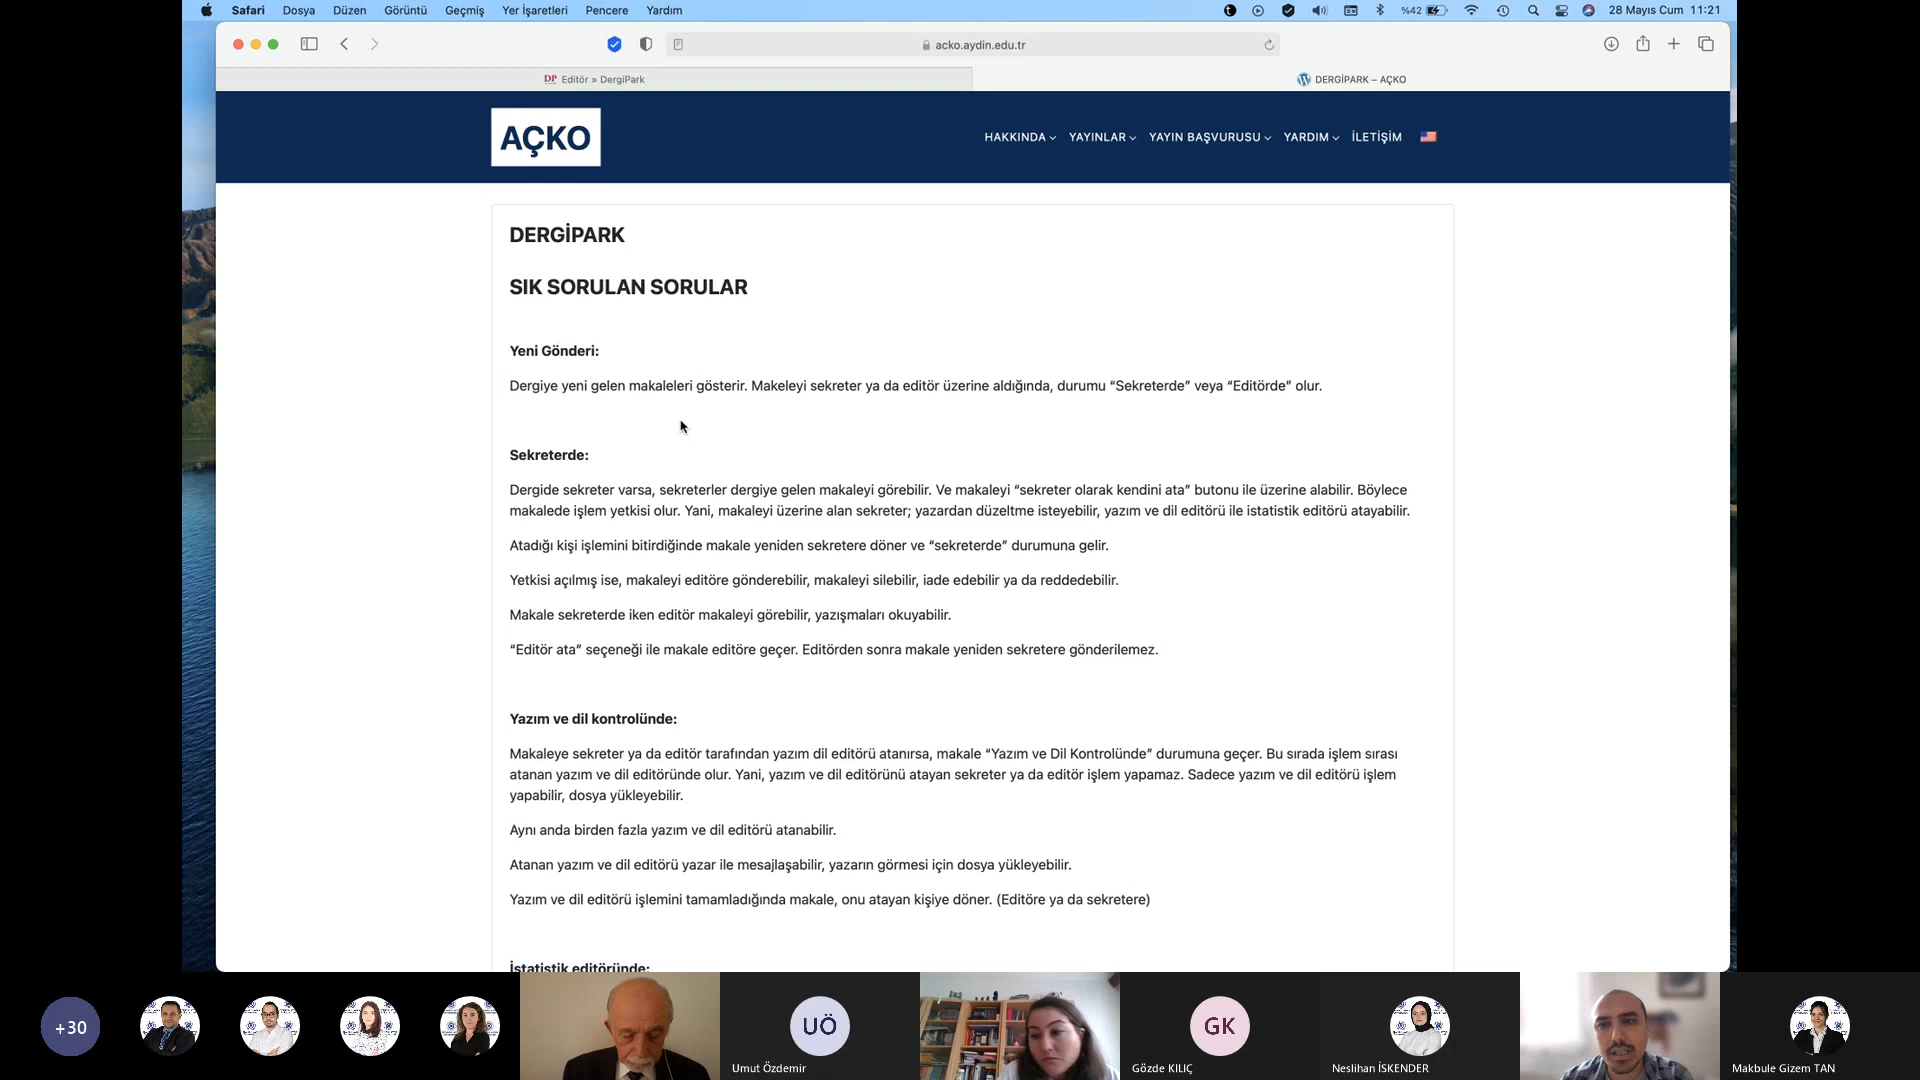 Safari Dosya Düzen Görüntü Geçmiş Yer İşaretleri Pencere Yardım %42 28 Mayıs Cum 11:21
acko.aydin.edu.tr
DP Editör » DergiPark
DERGİPARK – AÇKO
AÇKO
HAKKINDA YAYINLAR YAYIN BAŞVURUSU YARDIM İLETİŞİM
DERGİPARK
SIK SORULAN SORULAR
Yeni Gönderi:
Dergiye yeni gelen makaleleri gösterir. Makeleyi sekreter ya da editör üzerine aldığında, durumu “Sekreterde” veya “Editörde” olur.
Sekreterde:
Dergide sekreter varsa, sekreterler dergiye gelen makaleyi görebilir. Ve makaleyi “sekreter olarak kendini ata” butonu ile üzerine alabilir. Böylece
makalede işlem yetkisi olur. Yani, makaleyi üzerine alan sekreter; yazardan düzeltme isteyebilir, yazım ve dil editörü ile istatistik editörü atayabilir.
Atadığı kişi işlemini bitirdiğinde makale yeniden sekretere döner ve “sekreterde” durumuna gelir.
Yetkisi açılmış ise, makaleyi editöre gönderebilir, makaleyi silebilir, iade edebilir ya da reddedebilir.
Makale sekreterde iken editör makaleyi görebilir, yazışmaları okuyabilir.
“Editör ata” seçeneği ile makale editöre geçer. Editörden sonra makale yeniden sekretere gönderilemez.
Yazım ve dil kontrolünde:
Makaleye sekreter ya da editör tarafından yazım dil editörü atanırsa, makale “Yazım ve Dil Kontrolünde” durumuna geçer. Bu sırada işlem sırası
atanan yazım ve dil editöründe olur. Yani, yazım ve dil editörünü atayan sekreter ya da editör işlem yapamaz. Sadece yazım ve dil editörü işlem
yapabilir, dosya yükleyebilir.
Aynı anda birden fazla yazım ve dil editörü atanabilir.
Atanan yazım ve dil editörü yazar ile mesajlaşabilir, yazarın görmesi için dosya yükleyebilir.
Yazım ve dil editörü işlemini tamamladığında makale, onu atayan kişiye döner. (Editöre ya da sekretere)
İstatistik editöründe:
+30
UÖ
GK
Umut Özdemir
Gözde KILIÇ
Neslihan İSKENDER
Makbule Gizem TAN